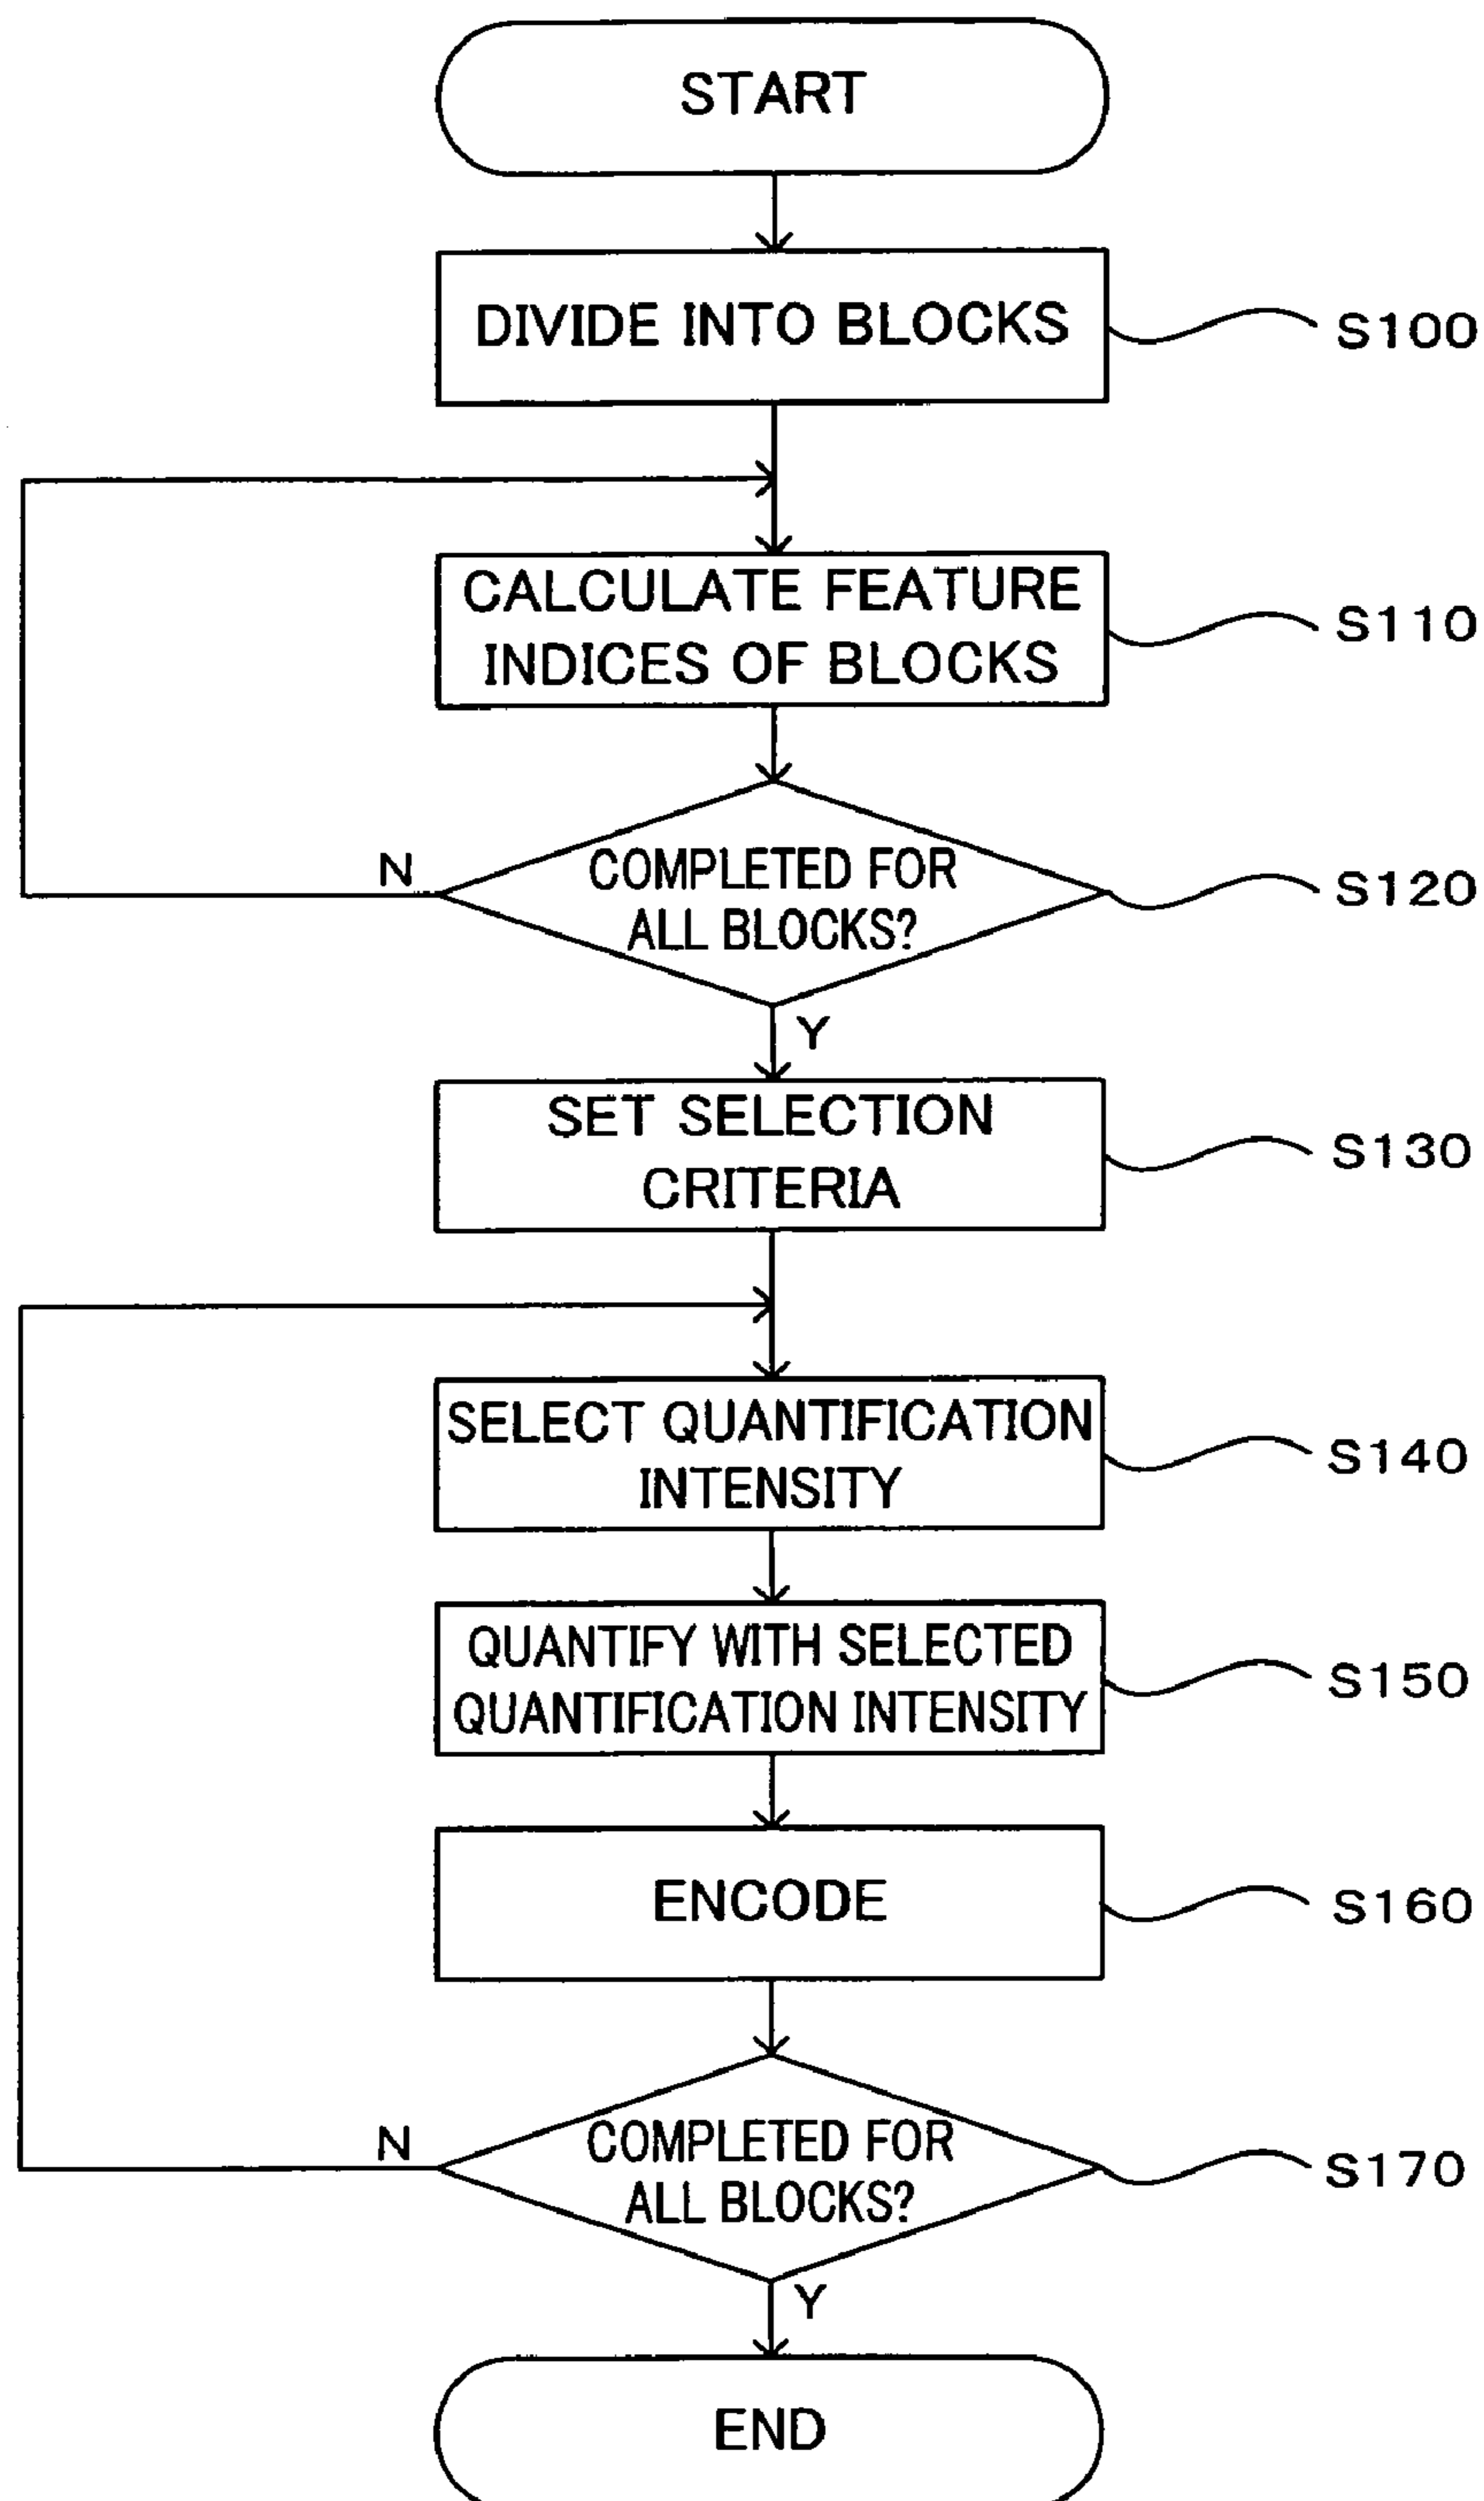 START
DIVIDE INTO BLOCKS
S100
CALCULATE FEATURE
INDICES OF BLOCKS
S110
COMPLETED FOR
ALL BLOCKS?
S120
N
Y
SET SELECTION
CRITERIA
S130
SELECT QUANTIFICATION
INTENSITY
S140
QUANTIFY WITH SELECTED
QUANTIFICATION INTENSITY
S150
ENCODE
S160
COMPLETED FOR
ALL BLOCKS?
S170
N
Y
END